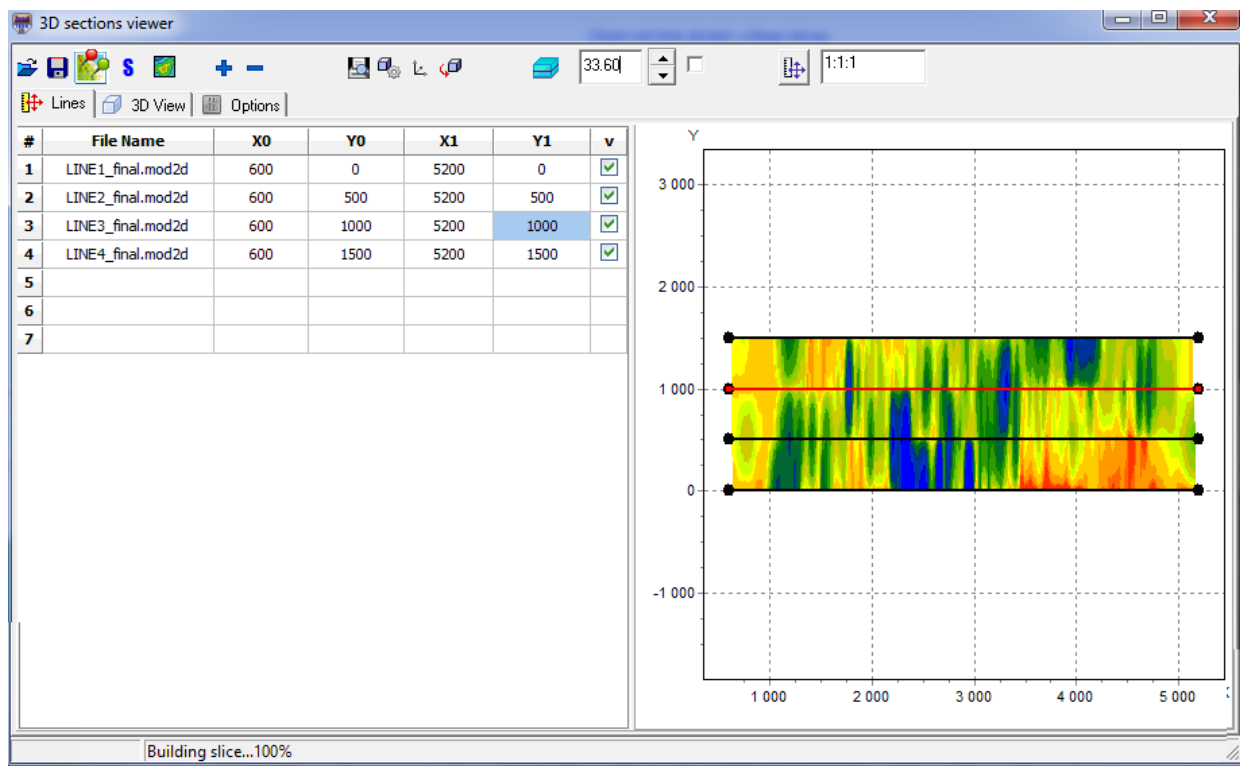 3D sections viewer
S 33.60 1:1:1
Lines 3D View Options
# File Name X0 Y0 X1 Y1 v
1 LINE1_final.mod2d 600 0 5200 0
2 LINE2_final.mod2d 600 500 5200 500
3 LINE3_final.mod2d 600 1000 5200 1000
4 LINE4_final.mod2d 600 1500 5200 1500
5
6
7
Y
3 000
2 000
1 000
0
-1 000
1 000 2 000 3 000 4 000 5 000
Building slice...100%